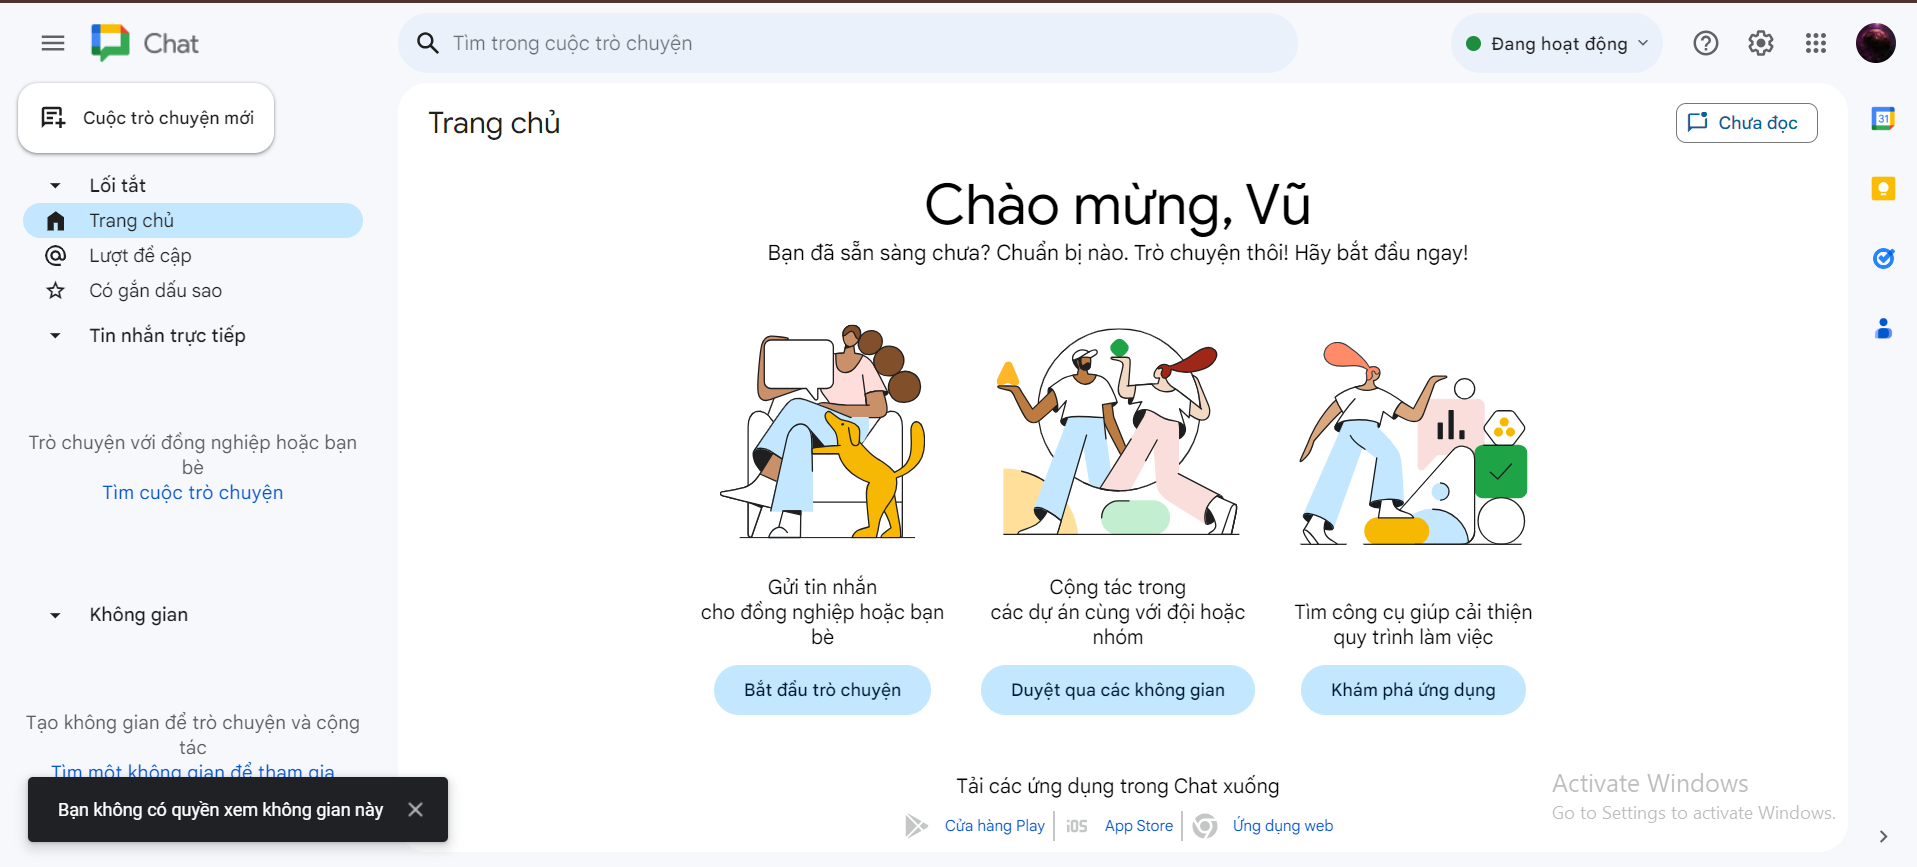 Chat
Tìm trong cuộc trò chuyện
Đang hoạt động
Cuộc trò chuyện mới
Lối tắt
Trang chủ
Lượt đề cập
Có gắn dấu sao
Tin nhắn trực tiếp
Trò chuyện với đồng nghiệp hoặc bạn
bè
Tìm cuộc trò chuyện
Không gian
Tạo không gian để trò chuyện và cộng
tác
Tìm một không gian để tham gia
Bạn không có quyền xem không gian này
Trang chủ
Chưa đọc
Chào mừng, Vũ
Bạn đã sẵn sàng chưa? Chuẩn bị nào. Trò chuyện thôi! Hãy bắt đầu ngay!
Gửi tin nhắn
cho đồng nghiệp hoặc bạn
bè
Bắt đầu trò chuyện
Cộng tác trong
các dự án cùng với đội hoặc
nhóm
Duyệt qua các không gian
Tìm công cụ giúp cải thiện
quy trình làm việc
Khám phá ứng dụng
Tải các ứng dụng trong Chat xuống
Cửa hàng Play
iOS App Store
Ứng dụng web
31
Activate Windows
Go to Settings to activate Windows.